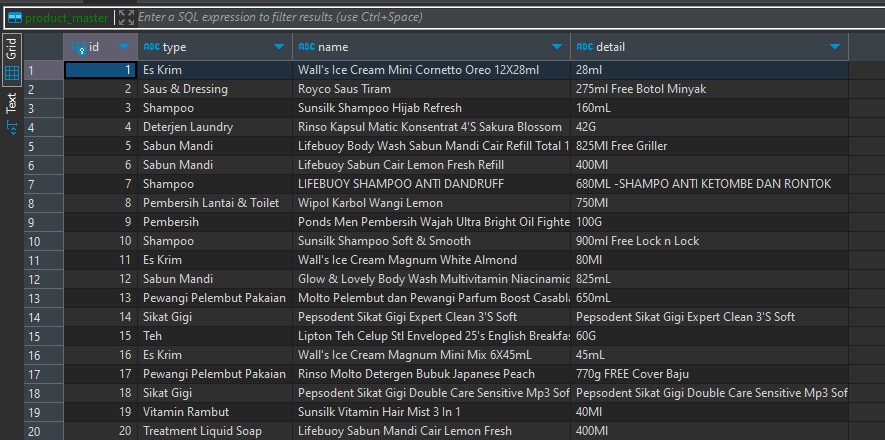 product_master Enter a SQL expression to filter results (use Ctrl+Space)
Grid
Text
id ABC type ABC name ABC detail
1 1 Es Krim Wall's Ice Cream Mini Cornetto Oreo 12X28ml 28ml
2 2 Saus & Dressing Royco Saus Tiram 275ml Free Botol Minyak
3 3 Shampoo Sunsilk Shampoo Hijab Refresh 160mL
4 4 Deterjen Laundry Rinso Kapsul Matic Konsentrat 4'S Sakura Blossom 42G
5 5 Sabun Mandi Lifebuoy Body Wash Sabun Mandi Cair Refill Total 1 825Ml Free Griller
6 6 Sabun Mandi Lifebuoy Sabun Cair Lemon Fresh Refill 400Ml
7 7 Shampoo LIFEBUOY SHAMPOO ANTI DANDRUFF 680ML -SHAMPO ANTI KETOMBE DAN RONTOK
8 8 Pembersih Lantai & Toilet Wipol Karbol Wangi Lemon 750Ml
9 9 Pembersih Ponds Men Pembersih Wajah Ultra Bright Oil Fighte 100G
10 10 Shampoo Sunsilk Shampoo Soft & Smooth 900ml Free Lock n Lock
11 11 Es Krim Wall's Ice Cream Magnum White Almond 80Ml
12 12 Sabun Mandi Glow & Lovely Body Wash Multivitamin Niacinamic 825mL
13 13 Pewangi Pelembut Pakaian Molto Pelembut dan Pewangi Parfum Boost Casabla 650mL
14 14 Sikat Gigi Pepsodent Sikat Gigi Expert Clean 3'S Soft Pepsodent Sikat Gigi Expert Clean 3'S Soft
15 15 Teh Lipton Teh Celup Stl Enveloped 25's English Breakfas 60G
16 16 Es Krim Wall's Ice Cream Magnum Mini Mix 6X45mL 45mL
17 17 Pewangi Pelembut Pakaian Rinso Molto Detergen Bubuk Japanese Peach 770g FREE Cover Baju
18 18 Sikat Gigi Pepsodent Sikat Gigi Double Care Sensitive Mp3 Sof Pepsodent Sikat Gigi Double Care Sensitive Mp3 Sof
19 19 Vitamin Rambut Sunsilk Vitamin Hair Mist 3 In 1 40Ml
20 20 Treatment Liquid Soap Lifebuoy Sabun Mandi Cair Lemon Fresh 400Ml